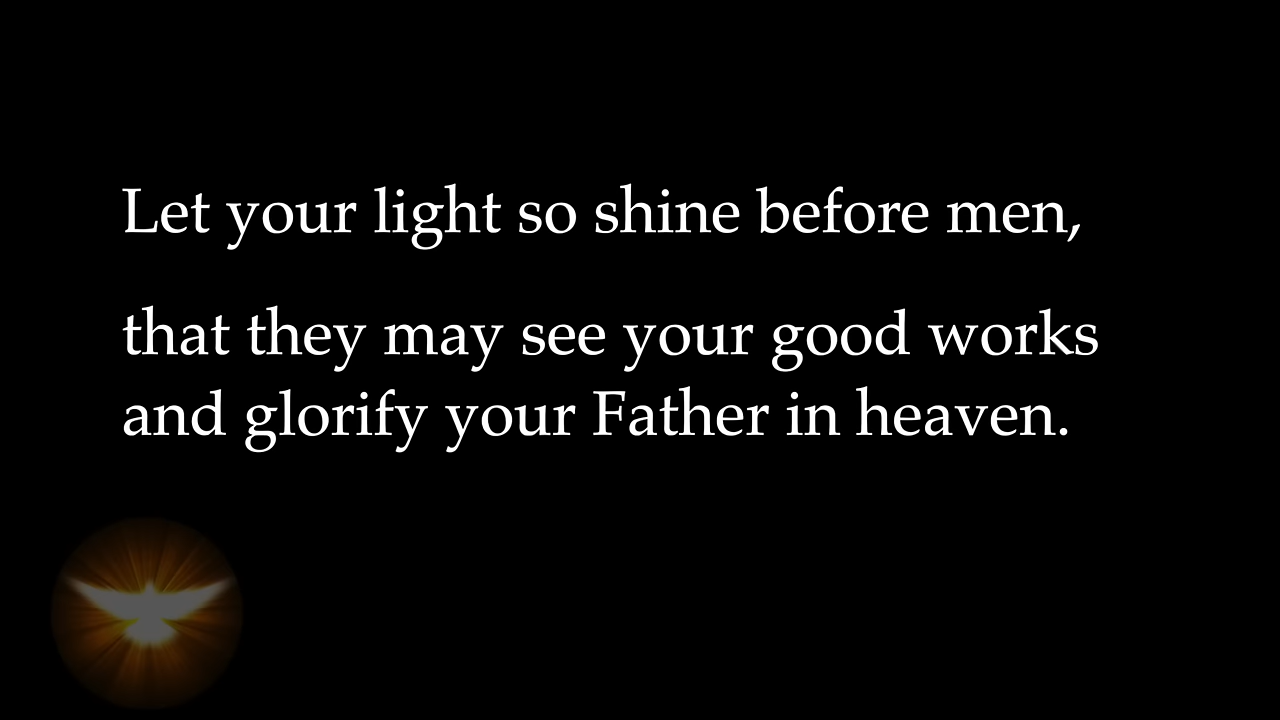 Let your light so shine before men,
that they may see your good works
and glorify your Father in heaven.